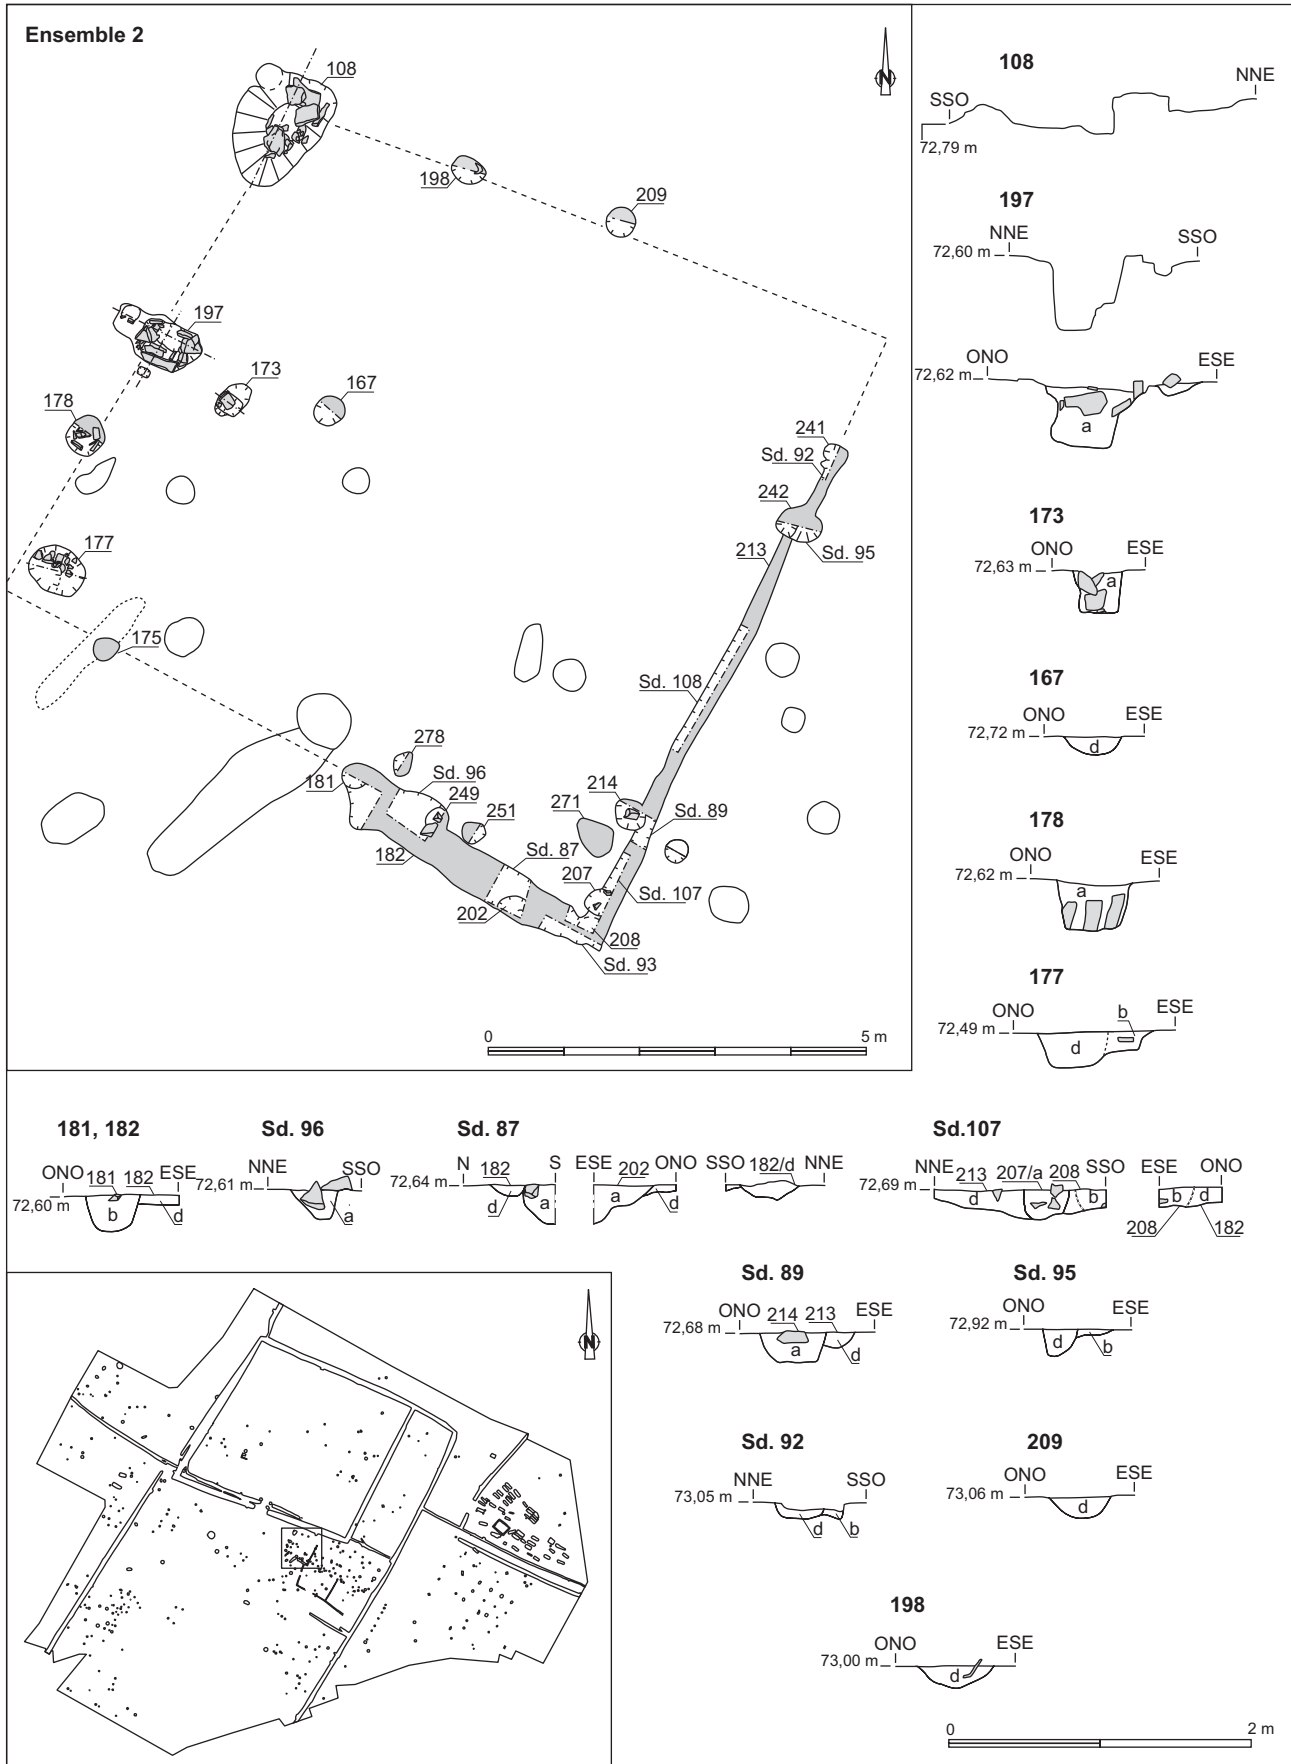 Ensemble 2
N
108
198
209
197
173
167
178
177
175
241
Sd. 92
242
Sd. 95
213
Sd. 108
278
181
Sd. 96
249
251
271
214
Sd. 89
182
Sd. 87
207
202
Sd. 107
208
Sd. 93
0 5 m
108
SSO NNE
72,79 m
197
NNE SSO
72,60 m
ONO ESE
72,62 m
a
173
ONO ESE
72,63 m
a
167
ONO ESE
72,72 m
d
178
ONO ESE
72,62 m
a
177
ONO ESE
72,49 m
b
d
181, 182
ONO 181 182 ESE
72,60 m
b d
Sd. 96
NNE SSO
72,61 m
a
Sd. 87
N 182 S
72,64 m
d a
ESE 202 ONO
a d
SSO 182/d NNE
Sd.107
NNE 213 207/a 208 SSO
72,69 m
d b
ESE ONO
b d
208 182
Sd. 89
ONO 214 213 ESE
72,68 m
a d
Sd. 95
ONO ESE
72,92 m
d b
Sd. 92
NNE SSO
73,05 m
d b
209
ONO ESE
73,06 m
d
198
ONO ESE
73,00 m
d
0 2 m
N